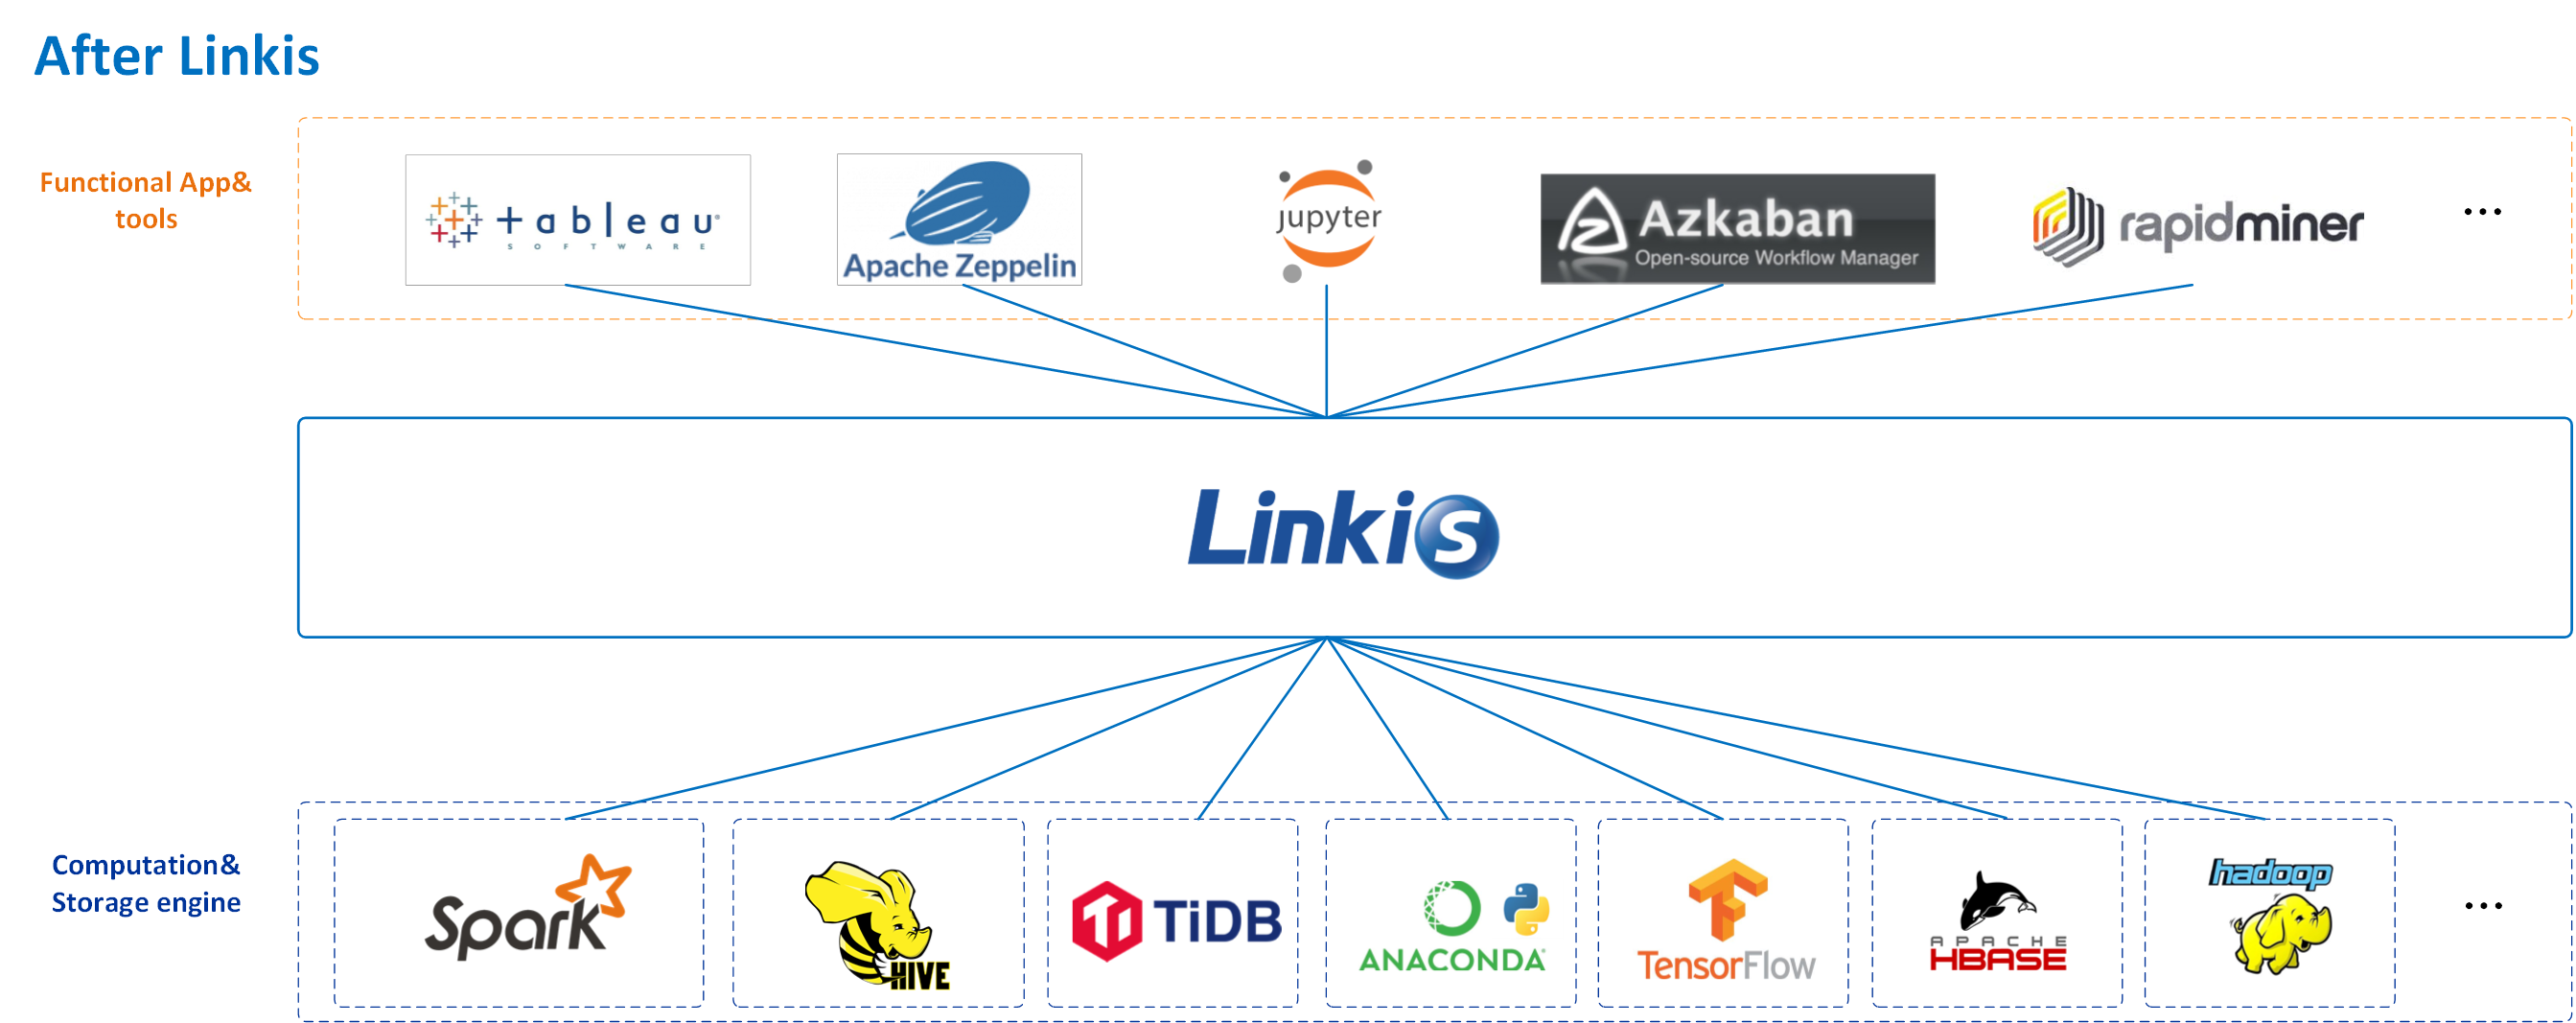 After Linkis
Functional App&
tools
+ableau
SOFTWARE
Apache Zeppelin
jupyter
Azkaban
Open-source Workflow Manager
rapidminer
...
Linkis
Computation&
Storage engine
Spark
HIVE
TiDB
ANACONDA
TensorFlow
APACHE
HBASE
hadoop
...